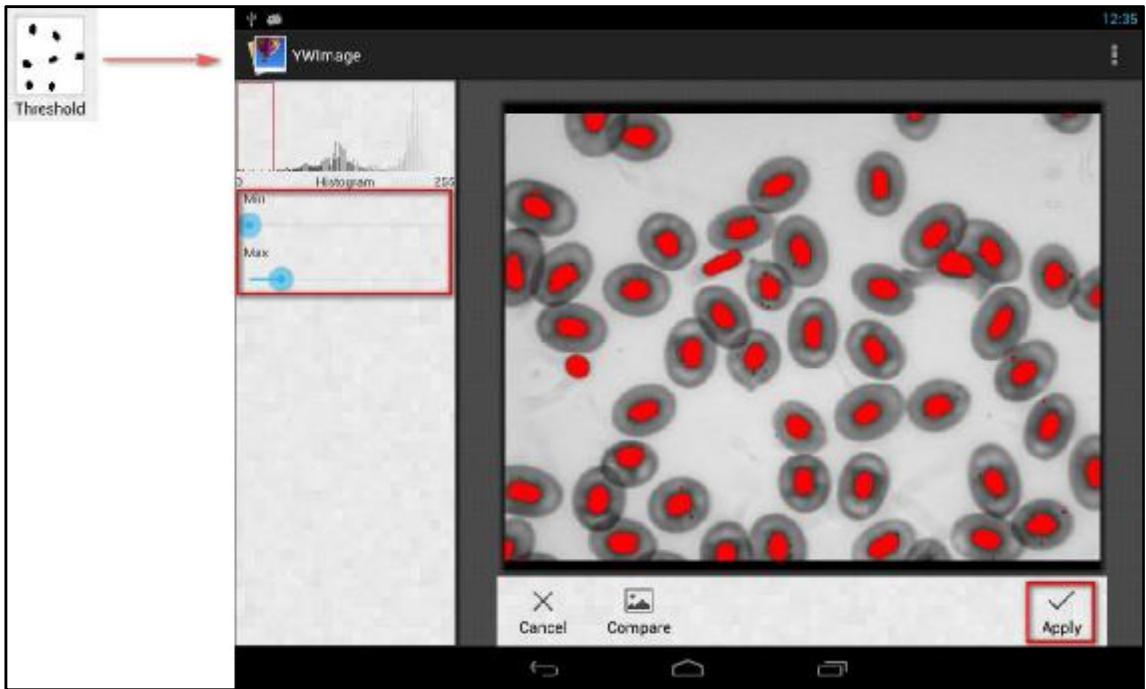 Threshold
12:35
YWImage
0 Histogram 255
Min
Max
Cancel Compare Apply